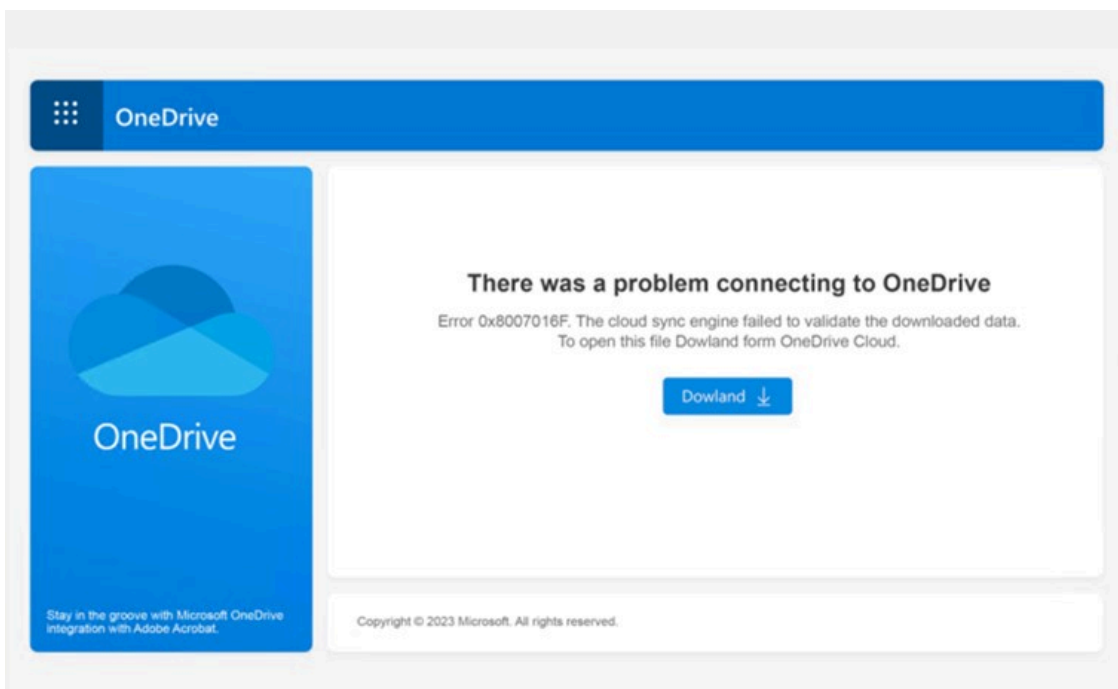 OneDrive
There was a problem connecting to OneDrive
Error 0x8007016F. The cloud sync engine failed to validate the downloaded data.
To open this file Dowland form OneDrive Cloud.
Dowland
OneDrive
Stay in the groove with Microsoft OneDrive
integration with Adobe Acrobat.
Copyright © 2023 Microsoft. All rights reserved.